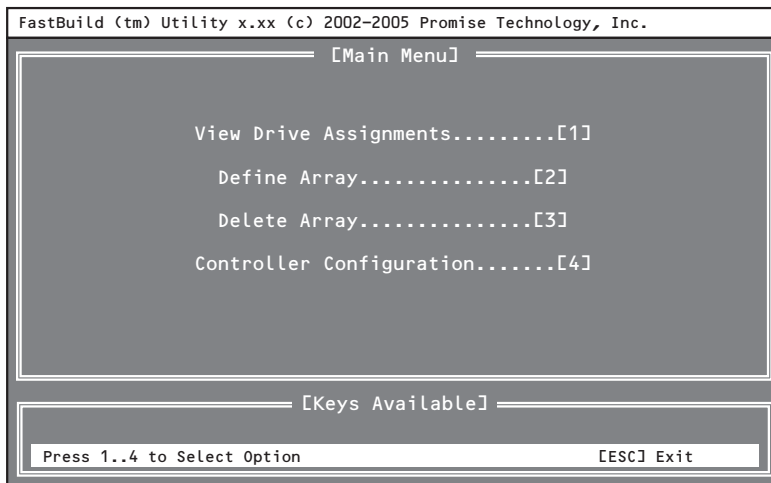 FastBuild (tm) Utility x.xx (c) 2002-2005 Promise Technology, Inc.
[Main Menu]
View Drive Assignments.........[1]
Define Array...............[2]
Delete Array...............[3]
Controller Configuration.......[4]
[Keys Available]
Press 1..4 to Select Option [ESC] Exit